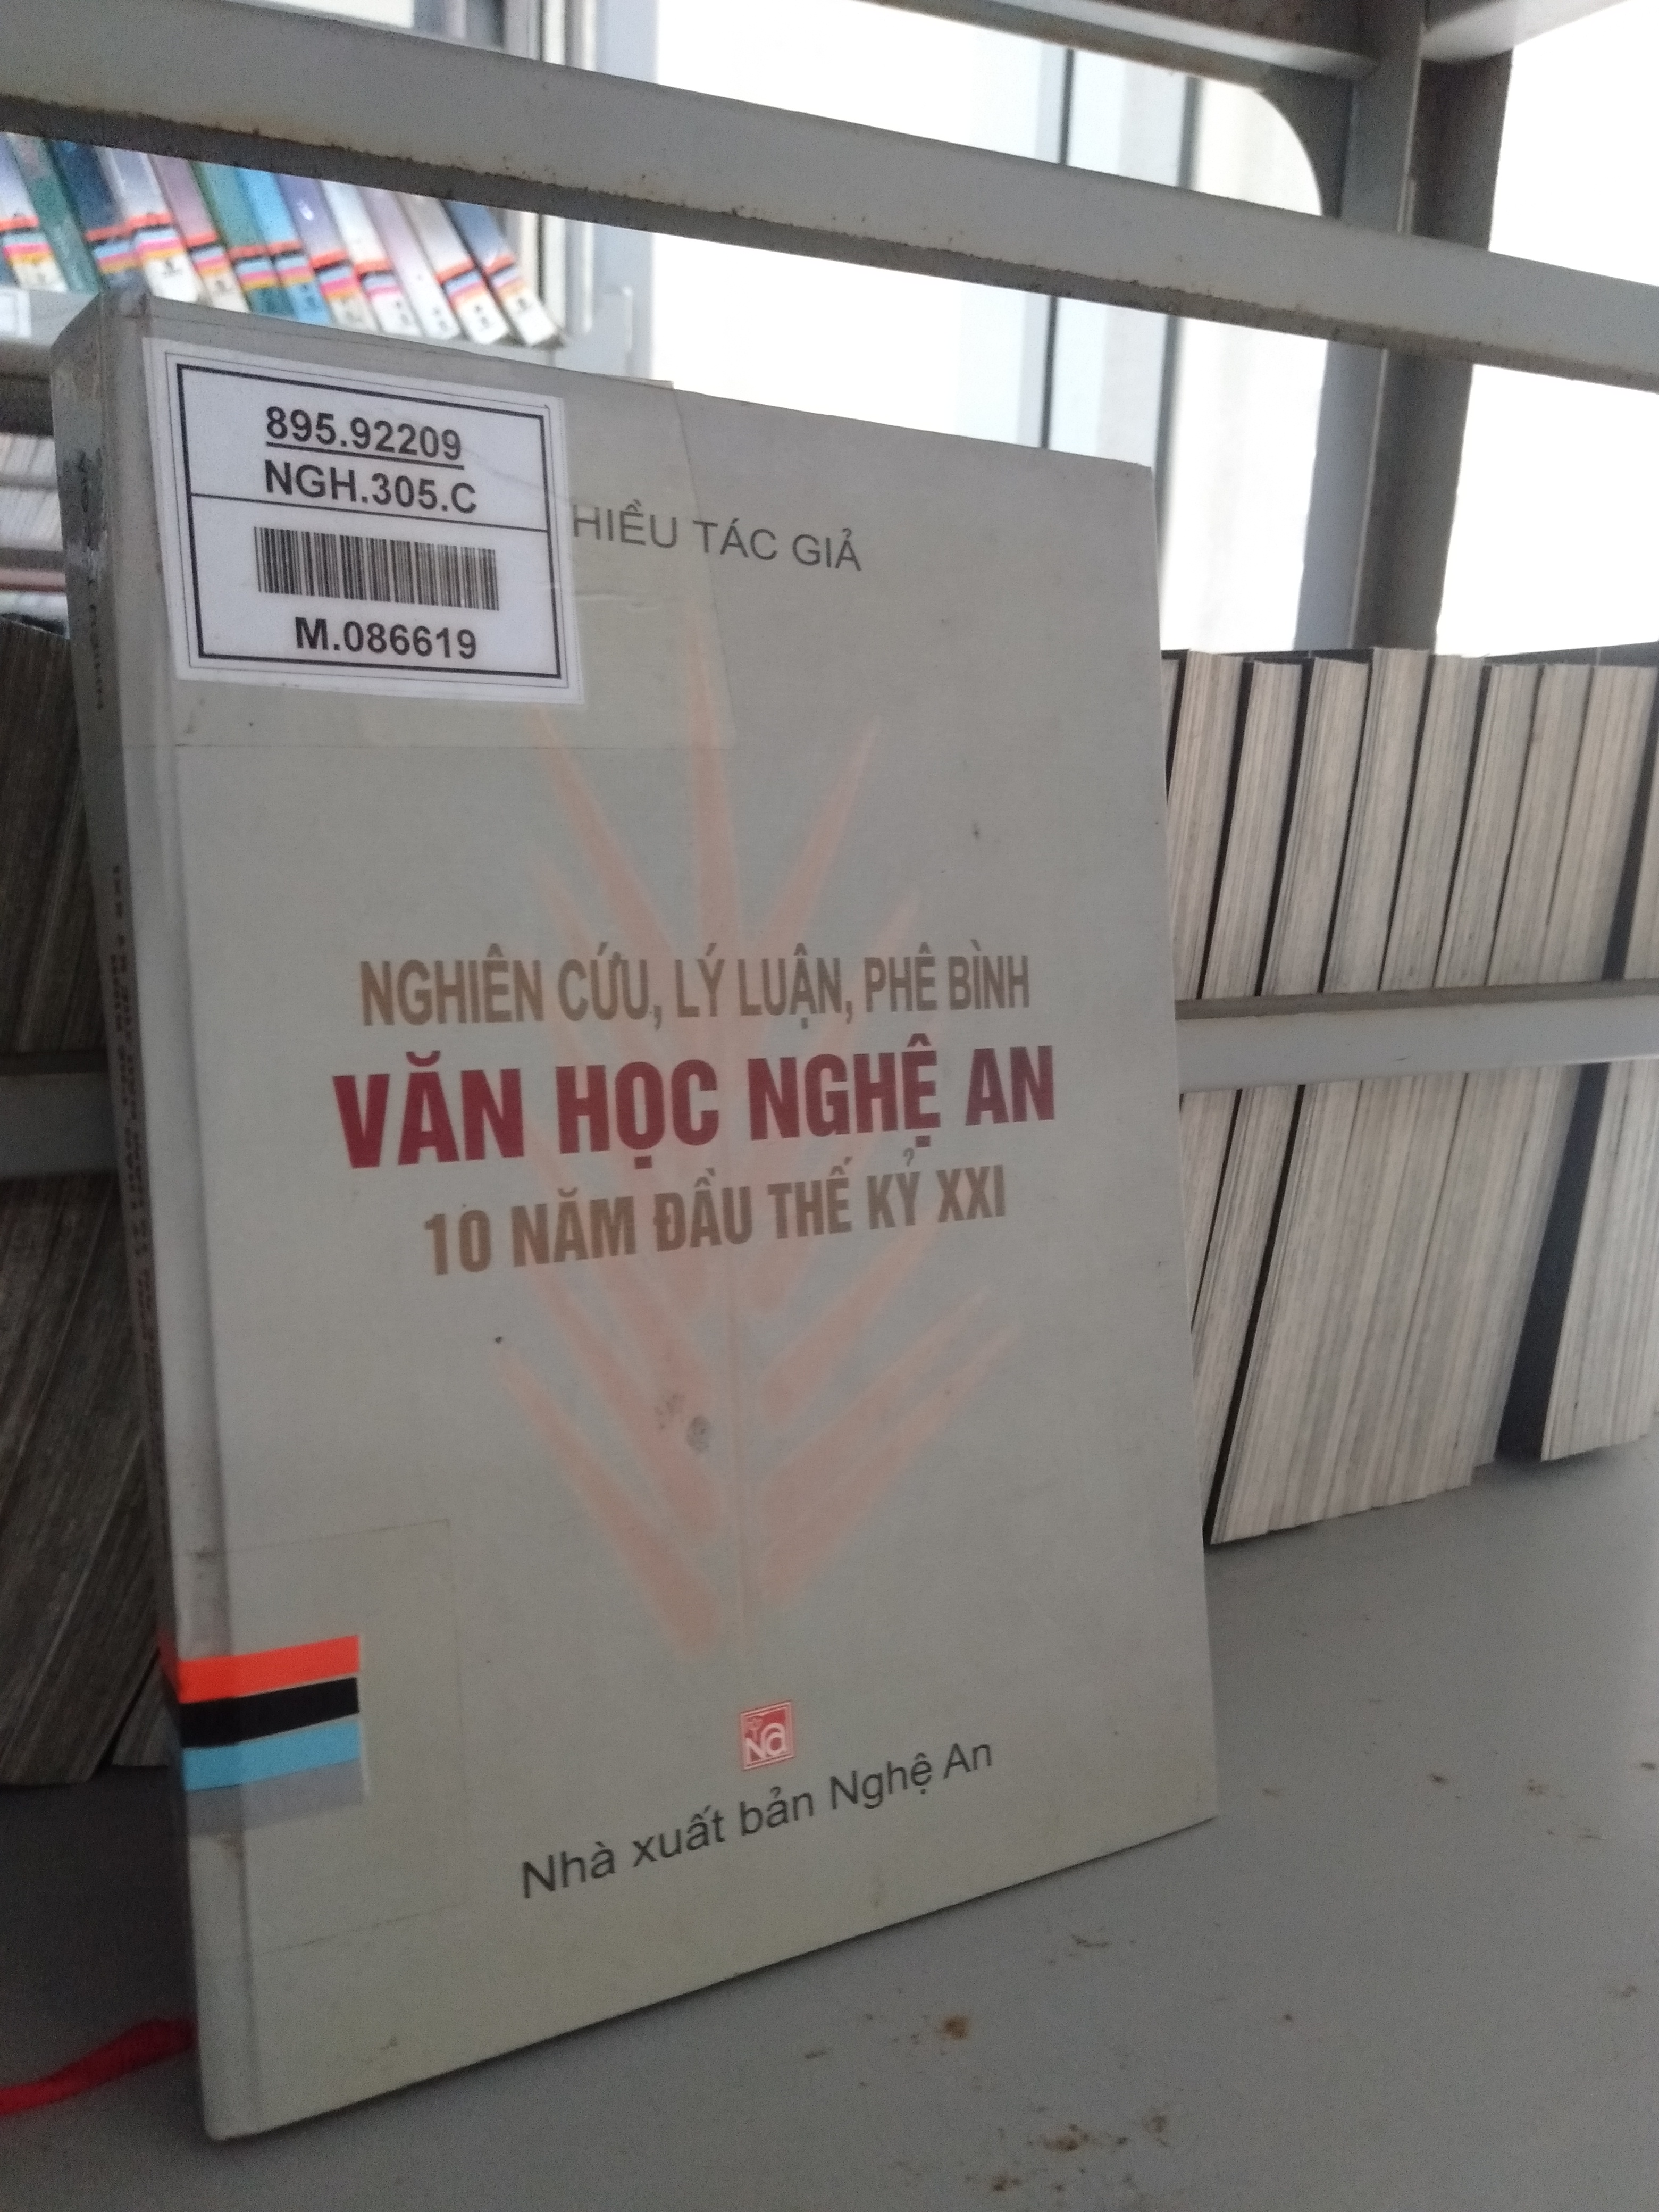 895.92209
NGH.305.C
M.086619
HIỀU TÁC GIẢ
NGHIÊN CỨU, LÝ LUẬN, PHÊ BÌNH
VĂN HỌC NGHỆ AN
10 NĂM ĐẦU THẾ KỶ XXI
Na
Nhà xuất bản Nghệ An